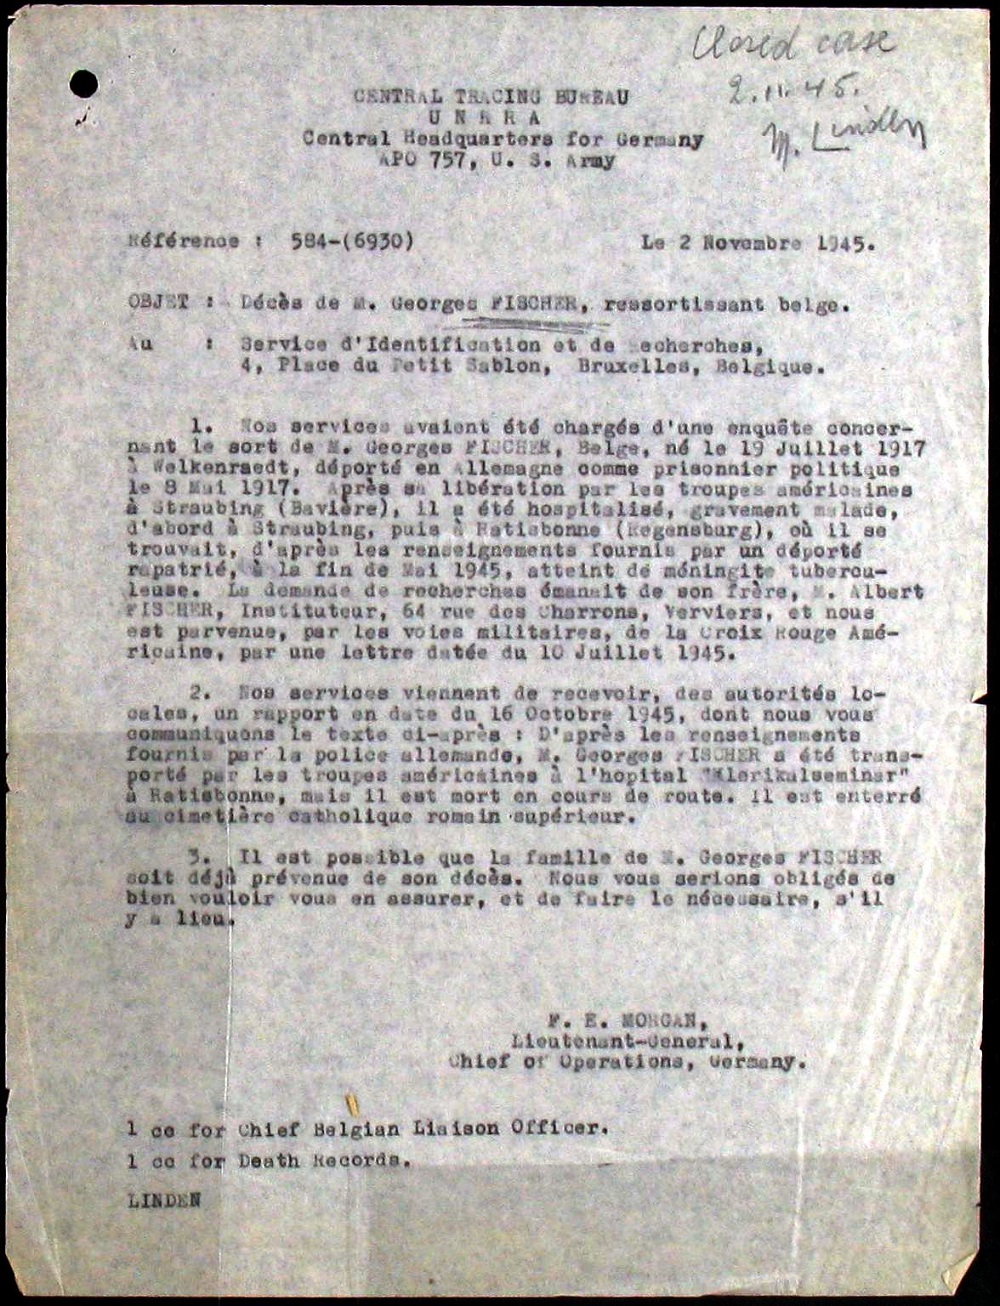 Closed case
2.11.45.
M. Linden
CENTRAL TRACING BUREAU
U N R R A
Central Headquarters for Germany
APO 757, U. S. Army
Référence : 584-(6930) Le 2 Novembre 1945.
OBJET : Décès de M. Georges FISCHER, ressortissant belge.
Au : Service d'Identification et de Recherches,
4, Place du Petit Sablon, Bruxelles, Belgique.
1. Nos services avaient été chargés d'une enquête concer-
nant le sort de M. Georges FISCHER, Belge, né le 19 Juillet 1917
à Welkenraedt, déporté en Allemagne comme prisonnier politique
le 8 Mai 1917. Après sa libération par les troupes américaines
à Straubing (Bavière), il a été hospitalisé, gravement malade,
d'abord à Straubing, puis à Ratisbonne (Regensburg), où il se
trouvait, d'après les renseignements fournis par un déporté
rapatrié, à la fin de Mai 1945, atteint de méningite tubercu-
leuse. La demande de recherches émanait de son frère, M. Albert
FISCHER, Instituteur, 64 rue des Charrons, Verviers, et nous
est parvenue, par les voies militaires, de la Croix Rouge Amé-
ricaine, par une lettre datée du 10 Juillet 1945.
2. Nos services viennent de recevoir, des autorités lo-
cales, un rapport en date du 16 Octobre 1945, dont nous vous
communiquons le texte ci-après : D'après les renseignements
fournis par la police allemande, M. Georges FISCHER a été trans-
porté par les troupes américaines à l'hopital "Klerikalseminar"
à Ratisbonne, mais il est mort en cours de route. Il est enterré
au cimetière catholique romain supérieur.
3. Il est possible que la famille de M. Georges FISCHER
soit déjà prévenue de son décès. Nous vous serions obligés de
bien vouloir vous en assurer, et de faire le nécessaire, s'il
y a lieu.
F. E. MORGAN,
Lieutenant-General,
Chief of Operations, Germany.
1 cc for Chief Belgian Liaison Officer.
1 cc for Death Records.
LINDEN